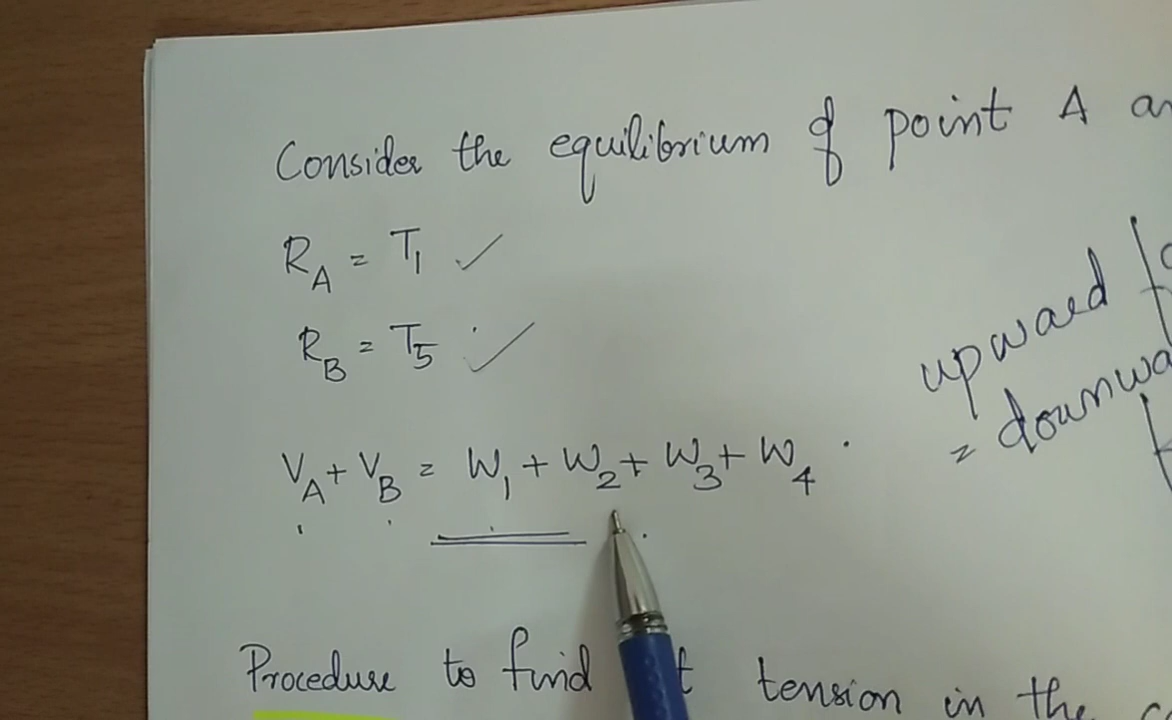 Consider the equilibrium of point A
R_A = T_1 ✓
R_B = T_5 ✓
upward
= downwa
V_A + V_B = W_1 + W_2 + W_3 + W_4
Procedure to find tension in the